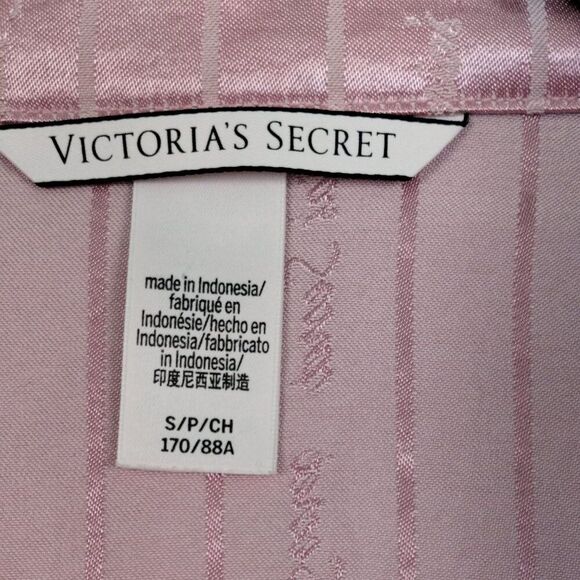 VICTORIA'S SECRET
made in Indonesia/
fabriqué en
Indonésie/hecho en
Indonesia/fabbricato
in Indonesia/
印度尼西亚制造
S/P/CH
170/88A